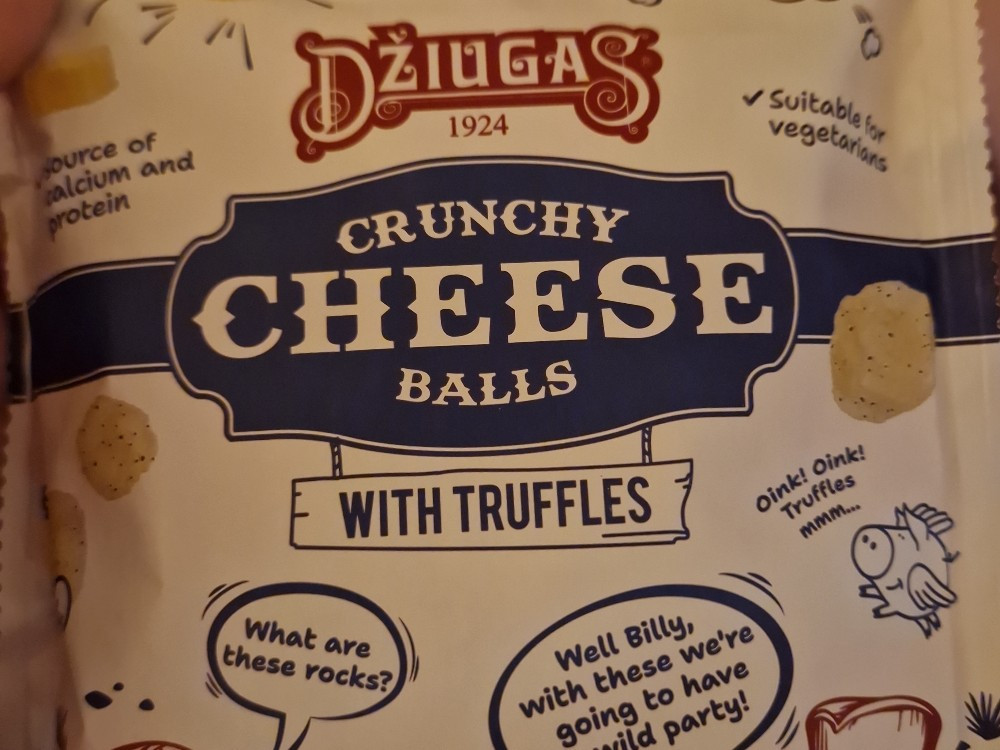 DŽIUGAS
1924
source of
calcium and
protein
✓ Suitable for
vegetarians
CRUNCHY
CHEESE
BALLS
WITH TRUFFLES
Oink! Oink!
Truffles
mmm...
What are
these rocks?
Well Billy,
with these we're
going to have
wild party!